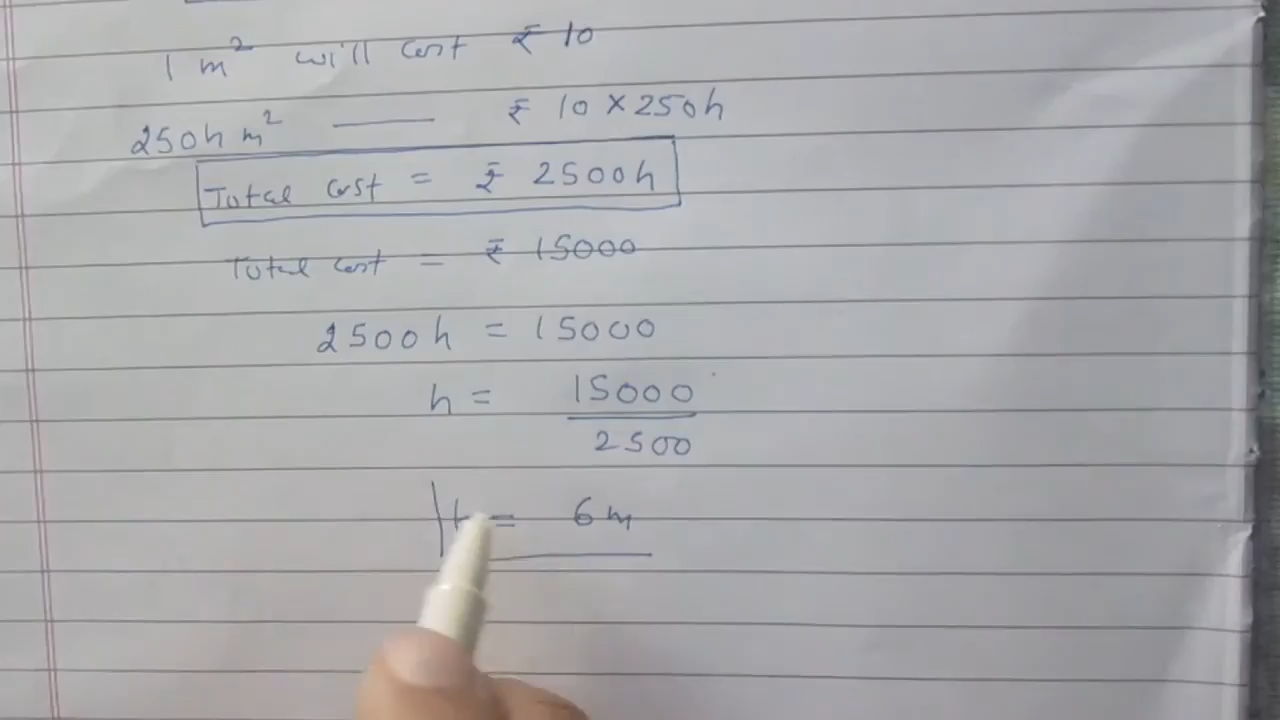 1 m² will cost ₹ 10
250h m² —— ₹ 10 × 250h
Total cost = ₹ 2500h
Total cost = ₹ 15000
2500h = 15000
h = 15000
2500
h = 6 m